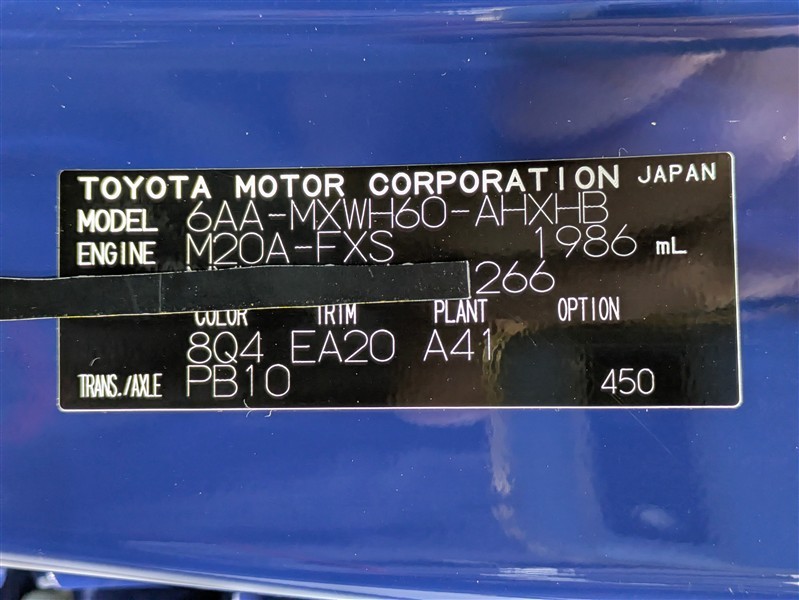 TOYOTA MOTOR CORPORATION JAPAN
MODEL 6AA-MXWH60-AHXHB
ENGINE M20A-FXS 1986 mL
266
COLOR TRIM PLANT OPTION
8Q4 EA20 A41
TRANS./AXLE PB10 450